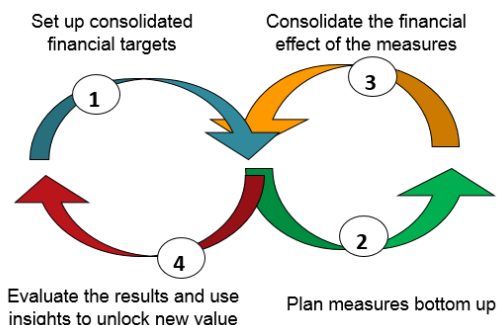 Set up consolidated
financial targets
Consolidate the financial
effect of the measures
1
3
4
2
Evaluate the results and use
insights to unlock new value
Plan measures bottom up